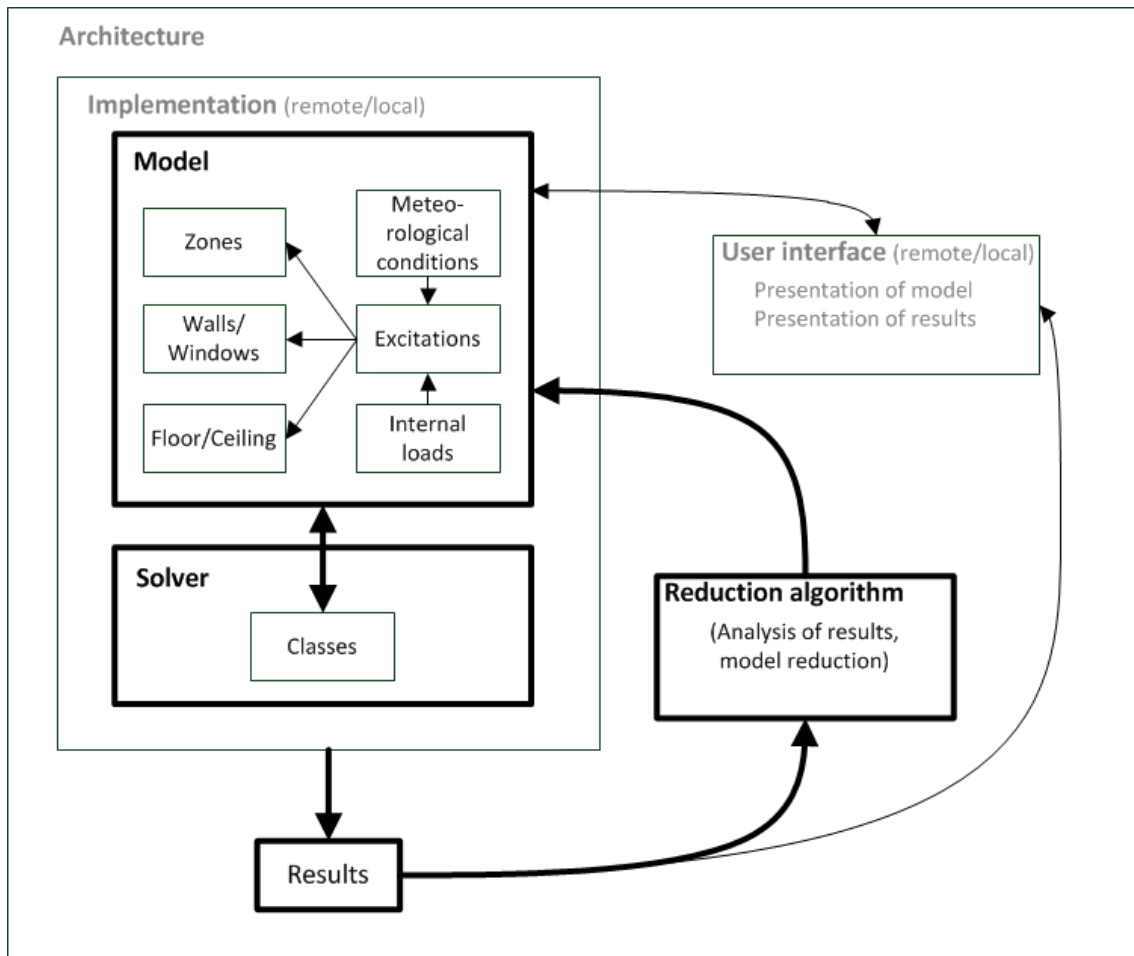 Architecture
Implementation (remote/local)
Model
Zones
Walls/
Windows
Floor/Ceiling
Meteo-
rological
conditions
Excitations
Internal
loads
User interface (remote/local)
Presentation of model
Presentation of results
Solver
Classes
Reduction algorithm
(Analysis of results,
model reduction)
Results